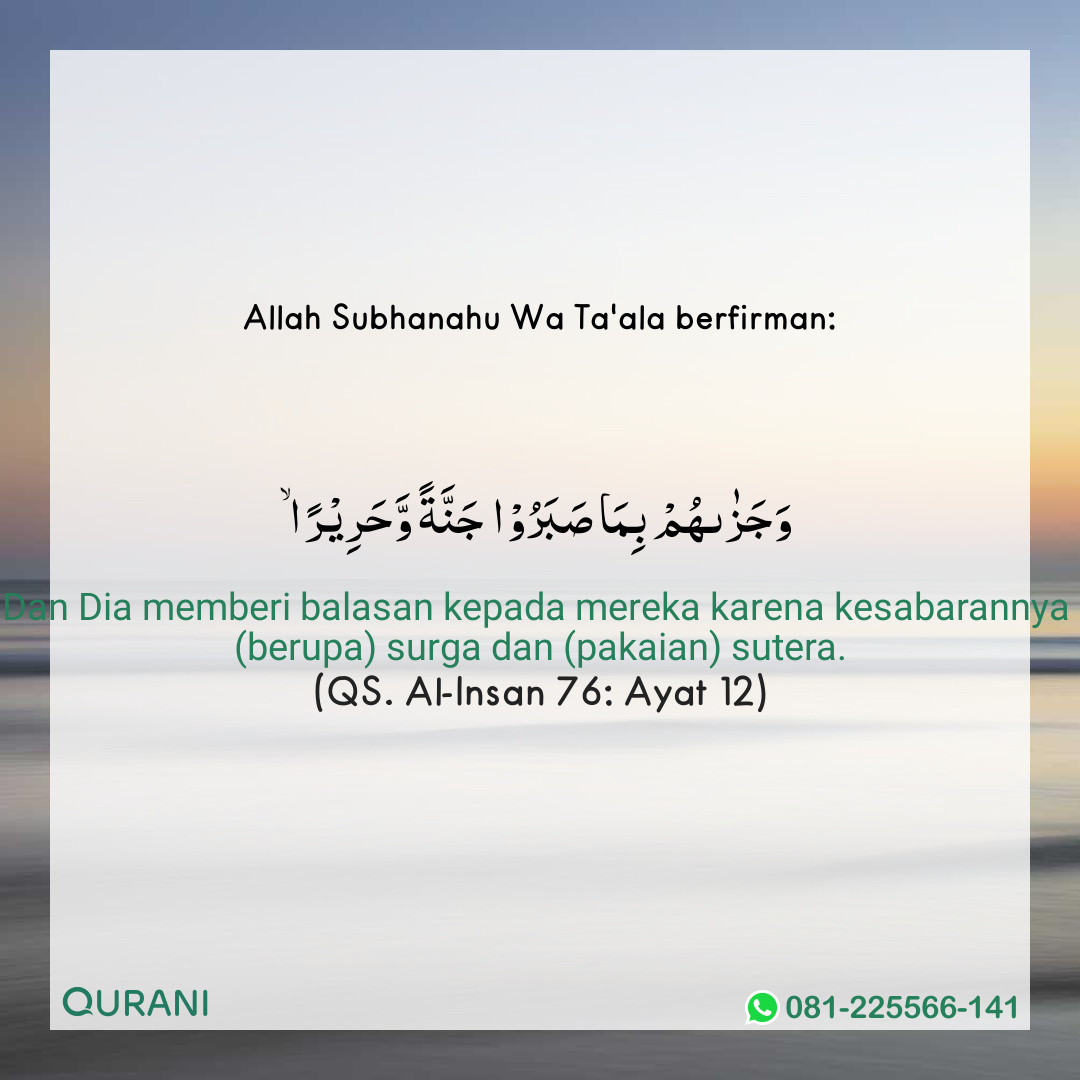 Allah Subhanahu Wa Ta'ala berfirman:
وَجَزٰٮهُمْ بِمَا صَبَرُوْا جَنَّةً وَّحَرِيْرًا ۙ
Dan Dia memberi balasan kepada mereka karena kesabarannya
(berupa) surga dan (pakaian) sutera.
(QS. Al-Insan 76: Ayat 12)
QURANI
081-225566-141